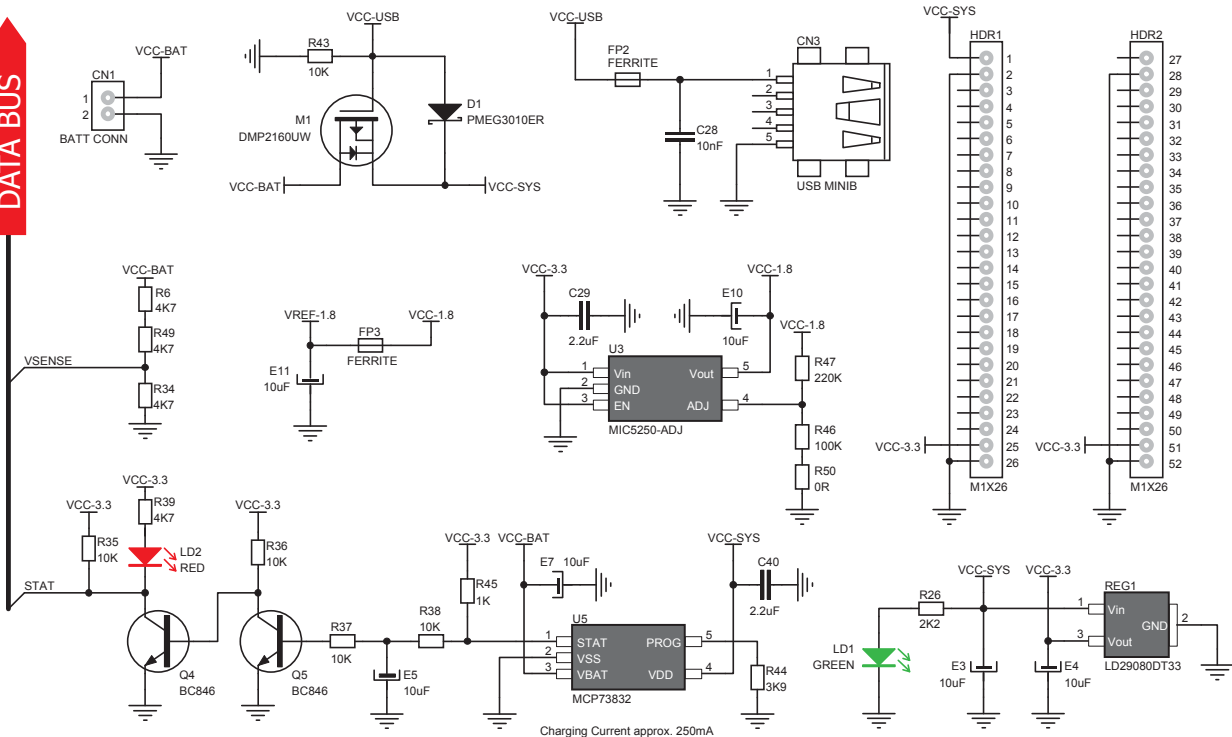 DATA BUS
VCC-BAT
CN1
1
2
BATT CONN
VCC-USB
R43
10K
M1
DMP2160UW
D1
PMEG3010ER
VCC-BAT
VCC-SYS
VCC-USB
FP2
FERRITE
C28
10nF
CN3
1
2
3
4
5
USB MINIB
VCC-SYS
HDR1
1
2
3
4
5
6
7
8
9
10
11
12
13
14
15
16
17
18
19
20
21
22
23
24
25
26
VCC-3.3
M1X26
HDR2
27
28
29
30
31
32
33
34
35
36
37
38
39
40
41
42
43
44
45
46
47
48
49
50
51
52
VCC-3.3
M1X26
VCC-BAT
R6
4K7
R49
4K7
VSENSE
R34
4K7
VREF-1.8
VCC-1.8
FP3
FERRITE
E11
10uF
VCC-3.3
C29
2.2uF
E10
10uF
VCC-1.8
VCC-1.8
U3
1
Vin
2
GND
3
EN
Vout
5
ADJ
4
MIC5250-ADJ
R47
220K
R46
100K
R50
0R
VCC-3.3
R35
10K
VCC-3.3
R39
4K7
LD2
RED
STAT
Q4
BC846
VCC-3.3
R36
10K
Q5
BC846
R37
10K
R38
10K
E5
10uF
VCC-3.3
R45
1K
VCC-BAT
E7
10uF
U5
1
STAT
2
VSS
3
VBAT
PROG
5
VDD
4
MCP73832
VCC-SYS
C40
2.2uF
R44
3K9
Charging Current approx. 250mA
R26
2K2
LD1
GREEN
VCC-SYS
VCC-3.3
E3
10uF
E4
10uF
REG1
1
Vin
GND
2
3
Vout
LD29080DT33